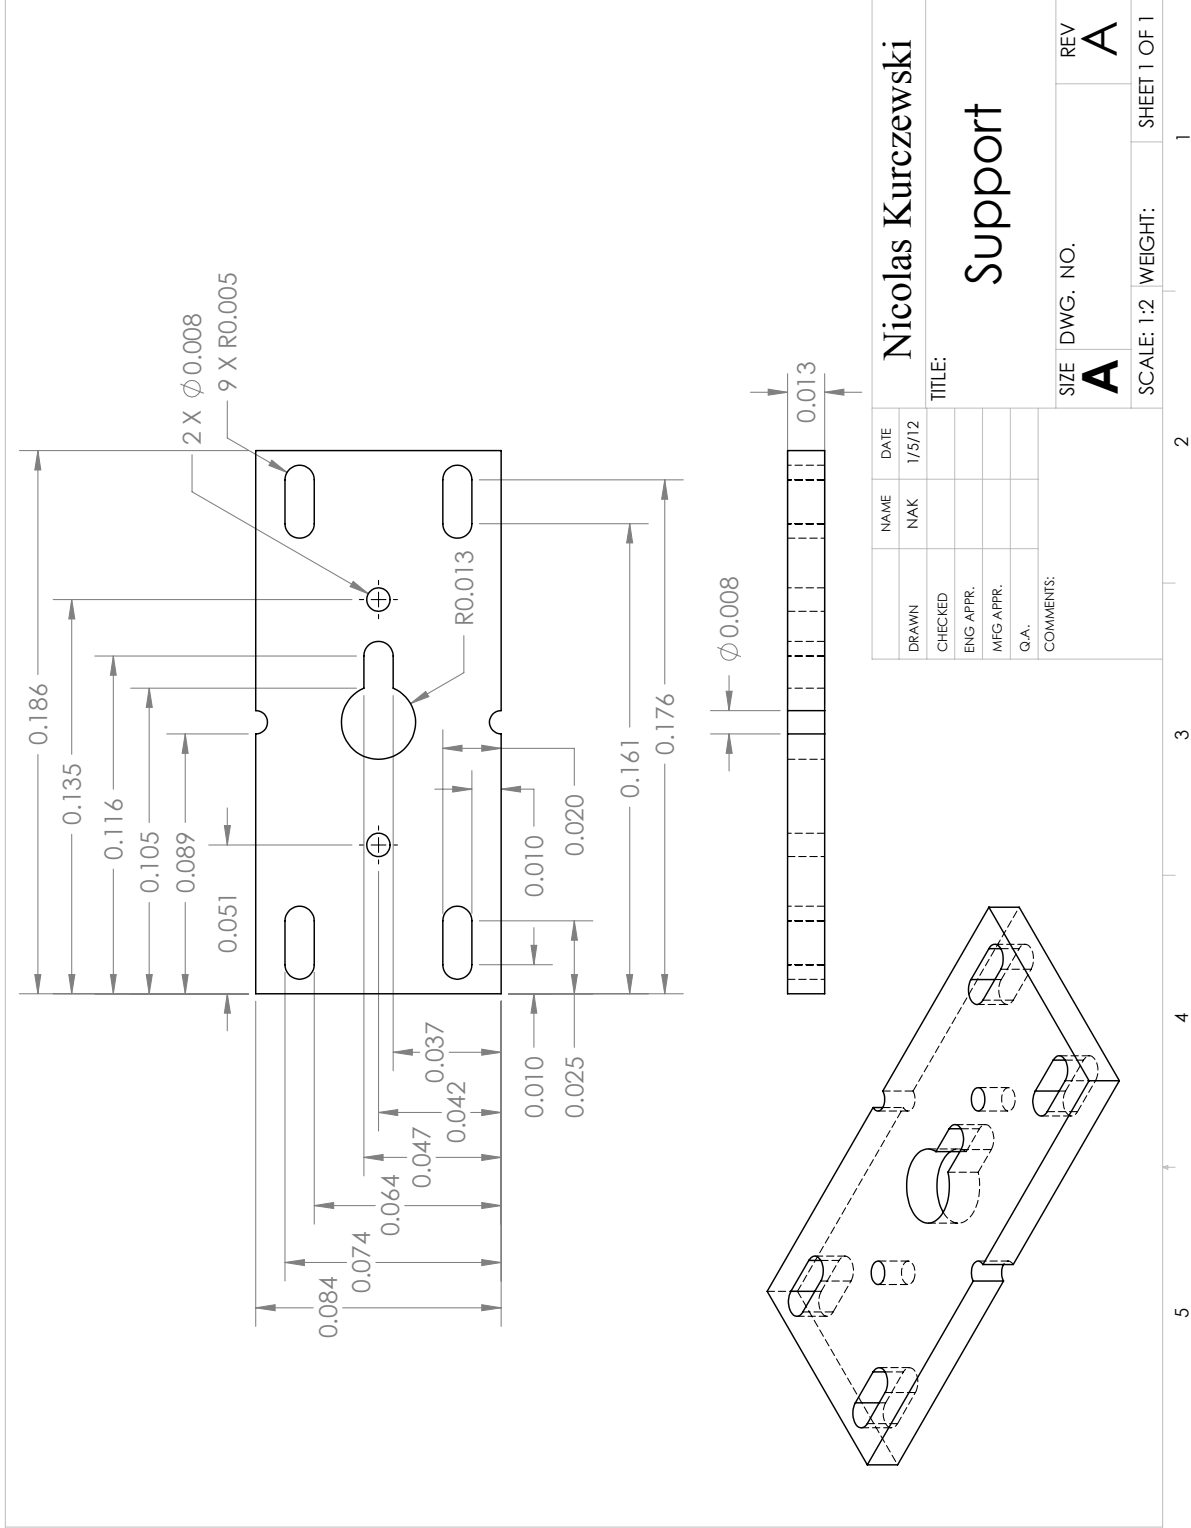 0.186
0.135
0.116
0.105
0.089
0.051
2 X ∅0.008
9 X R0.005
R0.013
0.084
0.074
0.064
0.047
0.042
0.037
0.010
0.025
0.010
0.020
0.161
0.176
∅0.008
0.013
NAME
DATE
DRAWN
NAK
1/5/12
CHECKED
ENG APPR.
MFG APPR.
Q.A.
COMMENTS:
Nicolas Kurczewski
TITLE:
Support
SIZE
A
DWG. NO.
REV
A
SCALE: 1:2
WEIGHT:
SHEET 1 OF 1
5
4
3
2
1